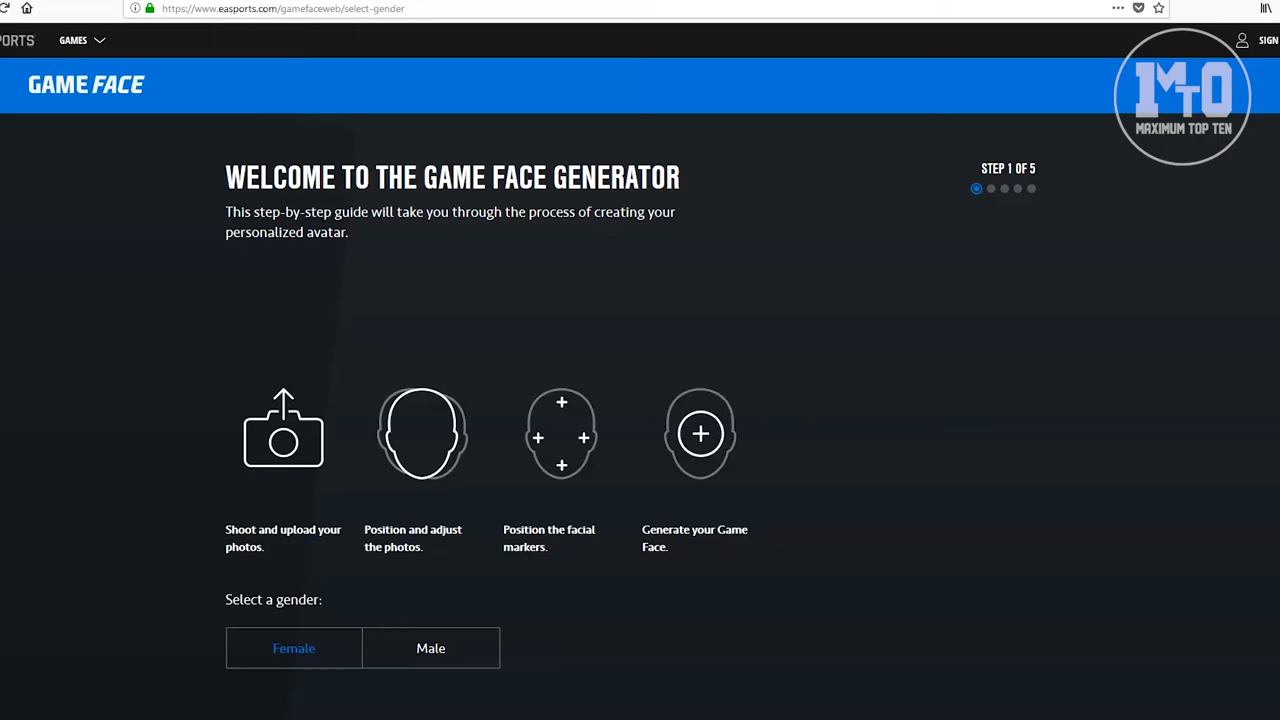 https://www.easports.com/gamefaceweb/select-gender
PORTS
GAMES
SIGN
GAME FACE
MTO
MAXIMUM TOP TEN
WELCOME TO THE GAME FACE GENERATOR
STEP 1 OF 5
This step-by-step guide will take you through the process of creating your
personalized avatar.
Shoot and upload your
photos.
Position and adjust
the photos.
Position the facial
markers.
Generate your Game
Face.
Select a gender:
Female
Male